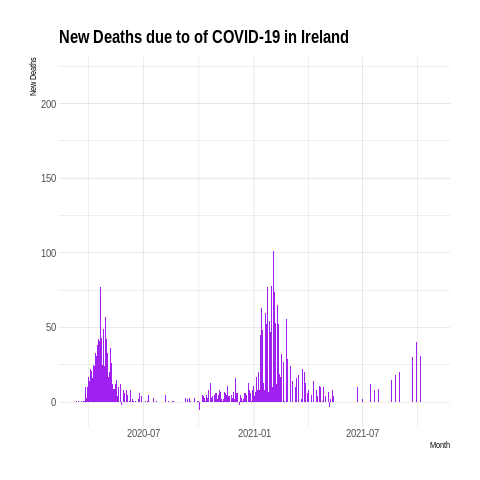 New Deaths due to of COVID-19 in Ireland
New Deaths
200
150
100
50
0
2020-07
2021-01
2021-07
Month